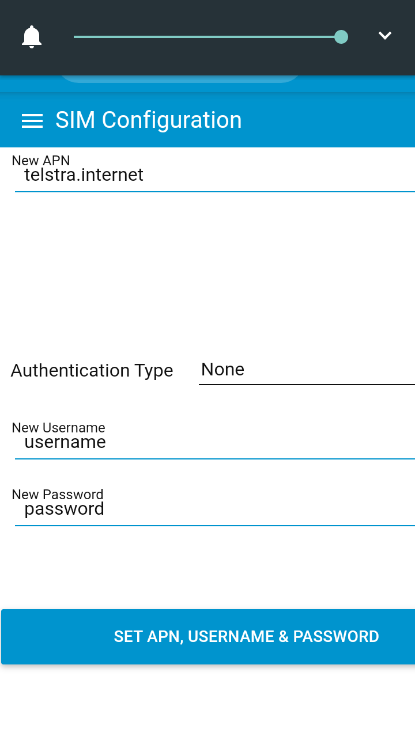 SIM Configuration
New APN
telstra.internet
Authentication Type None
New Username
username
New Password
password
SET APN, USERNAME & PASSWORD